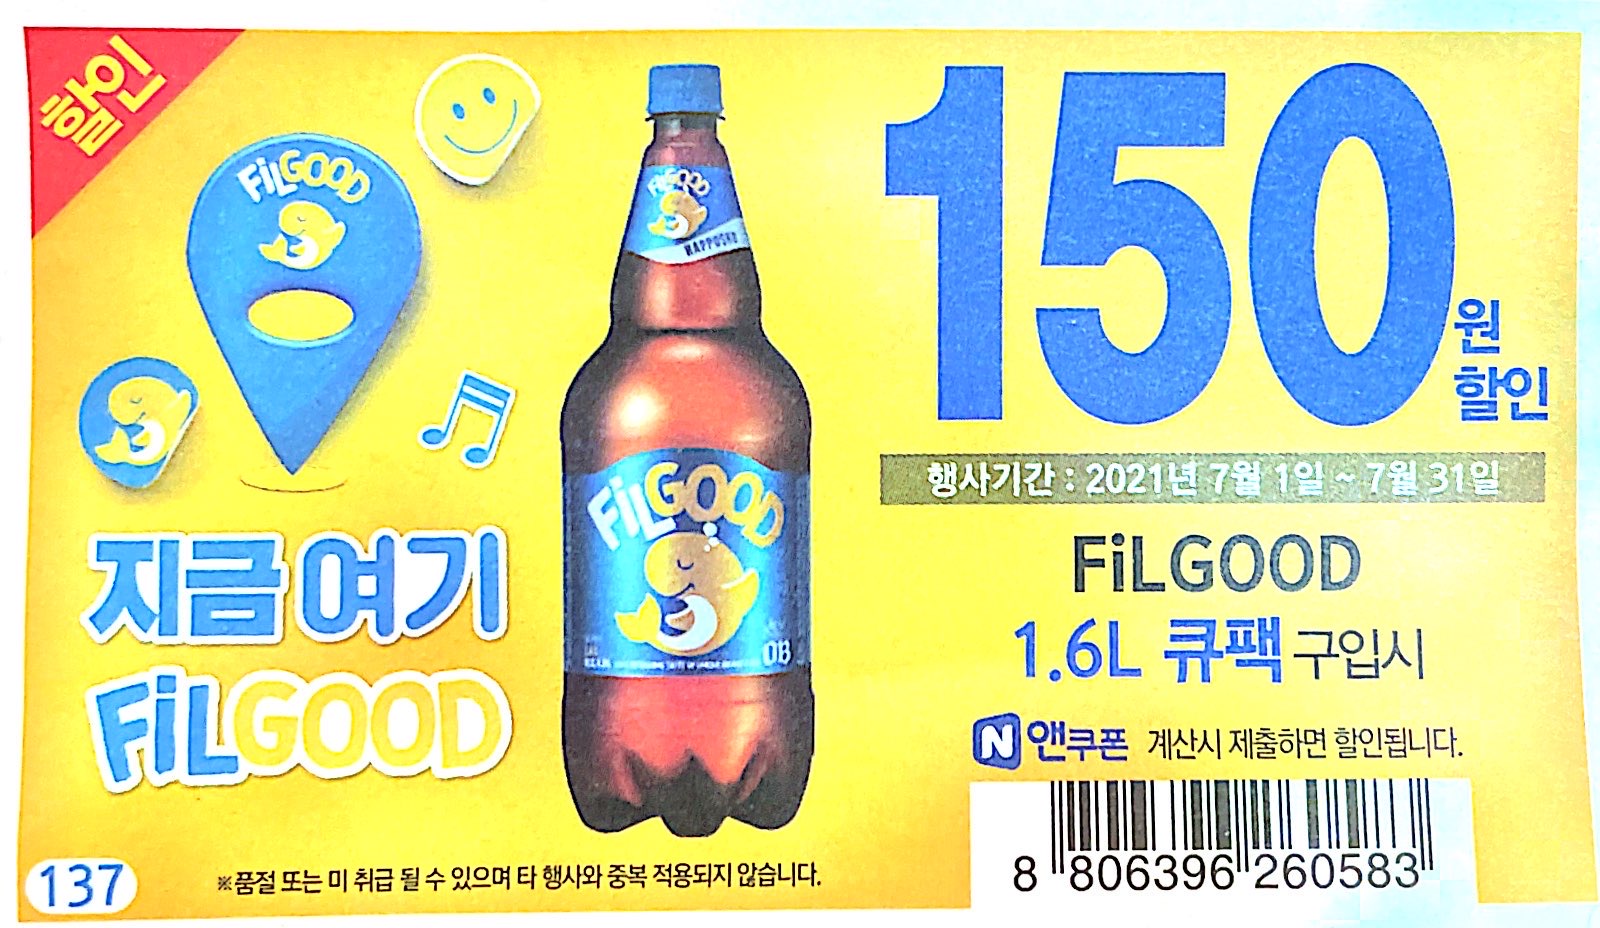 할인
FiLGOOD
지금 여기
FiLGOOD
FiLGOOD
HAPPOSHU
FiLGOOD
OB
150
원
할인
행사기간 : 2021년 7월 1일 ~ 7월 31일
FiLGOOD
1.6L 큐팩 구입시
N 앤쿠폰 계산시 제출하면 할인됩니다.
8 806396 260583
137
※품절 또는 미 취급 될 수 있으며 타 행사와 중복 적용되지 않습니다.